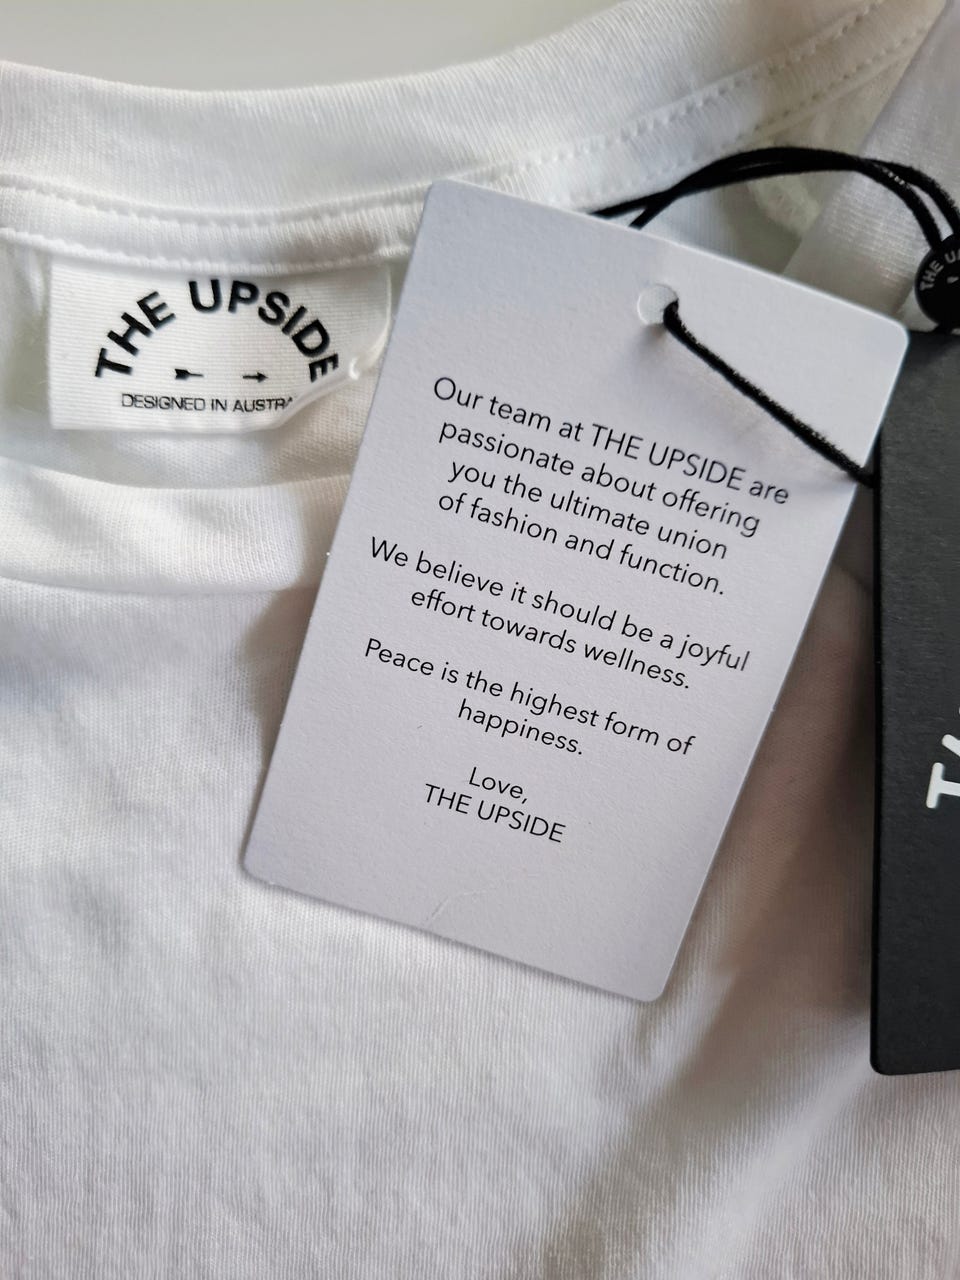 THE UPSIDE
DESIGNED IN
Our team at THE UPSIDE are
passionate about offering
you the ultimate union
of fashion and function.
We believe it should be a joyful
effort towards wellness.
Peace is the highest form of
happiness.
Love,
THE UPSIDE